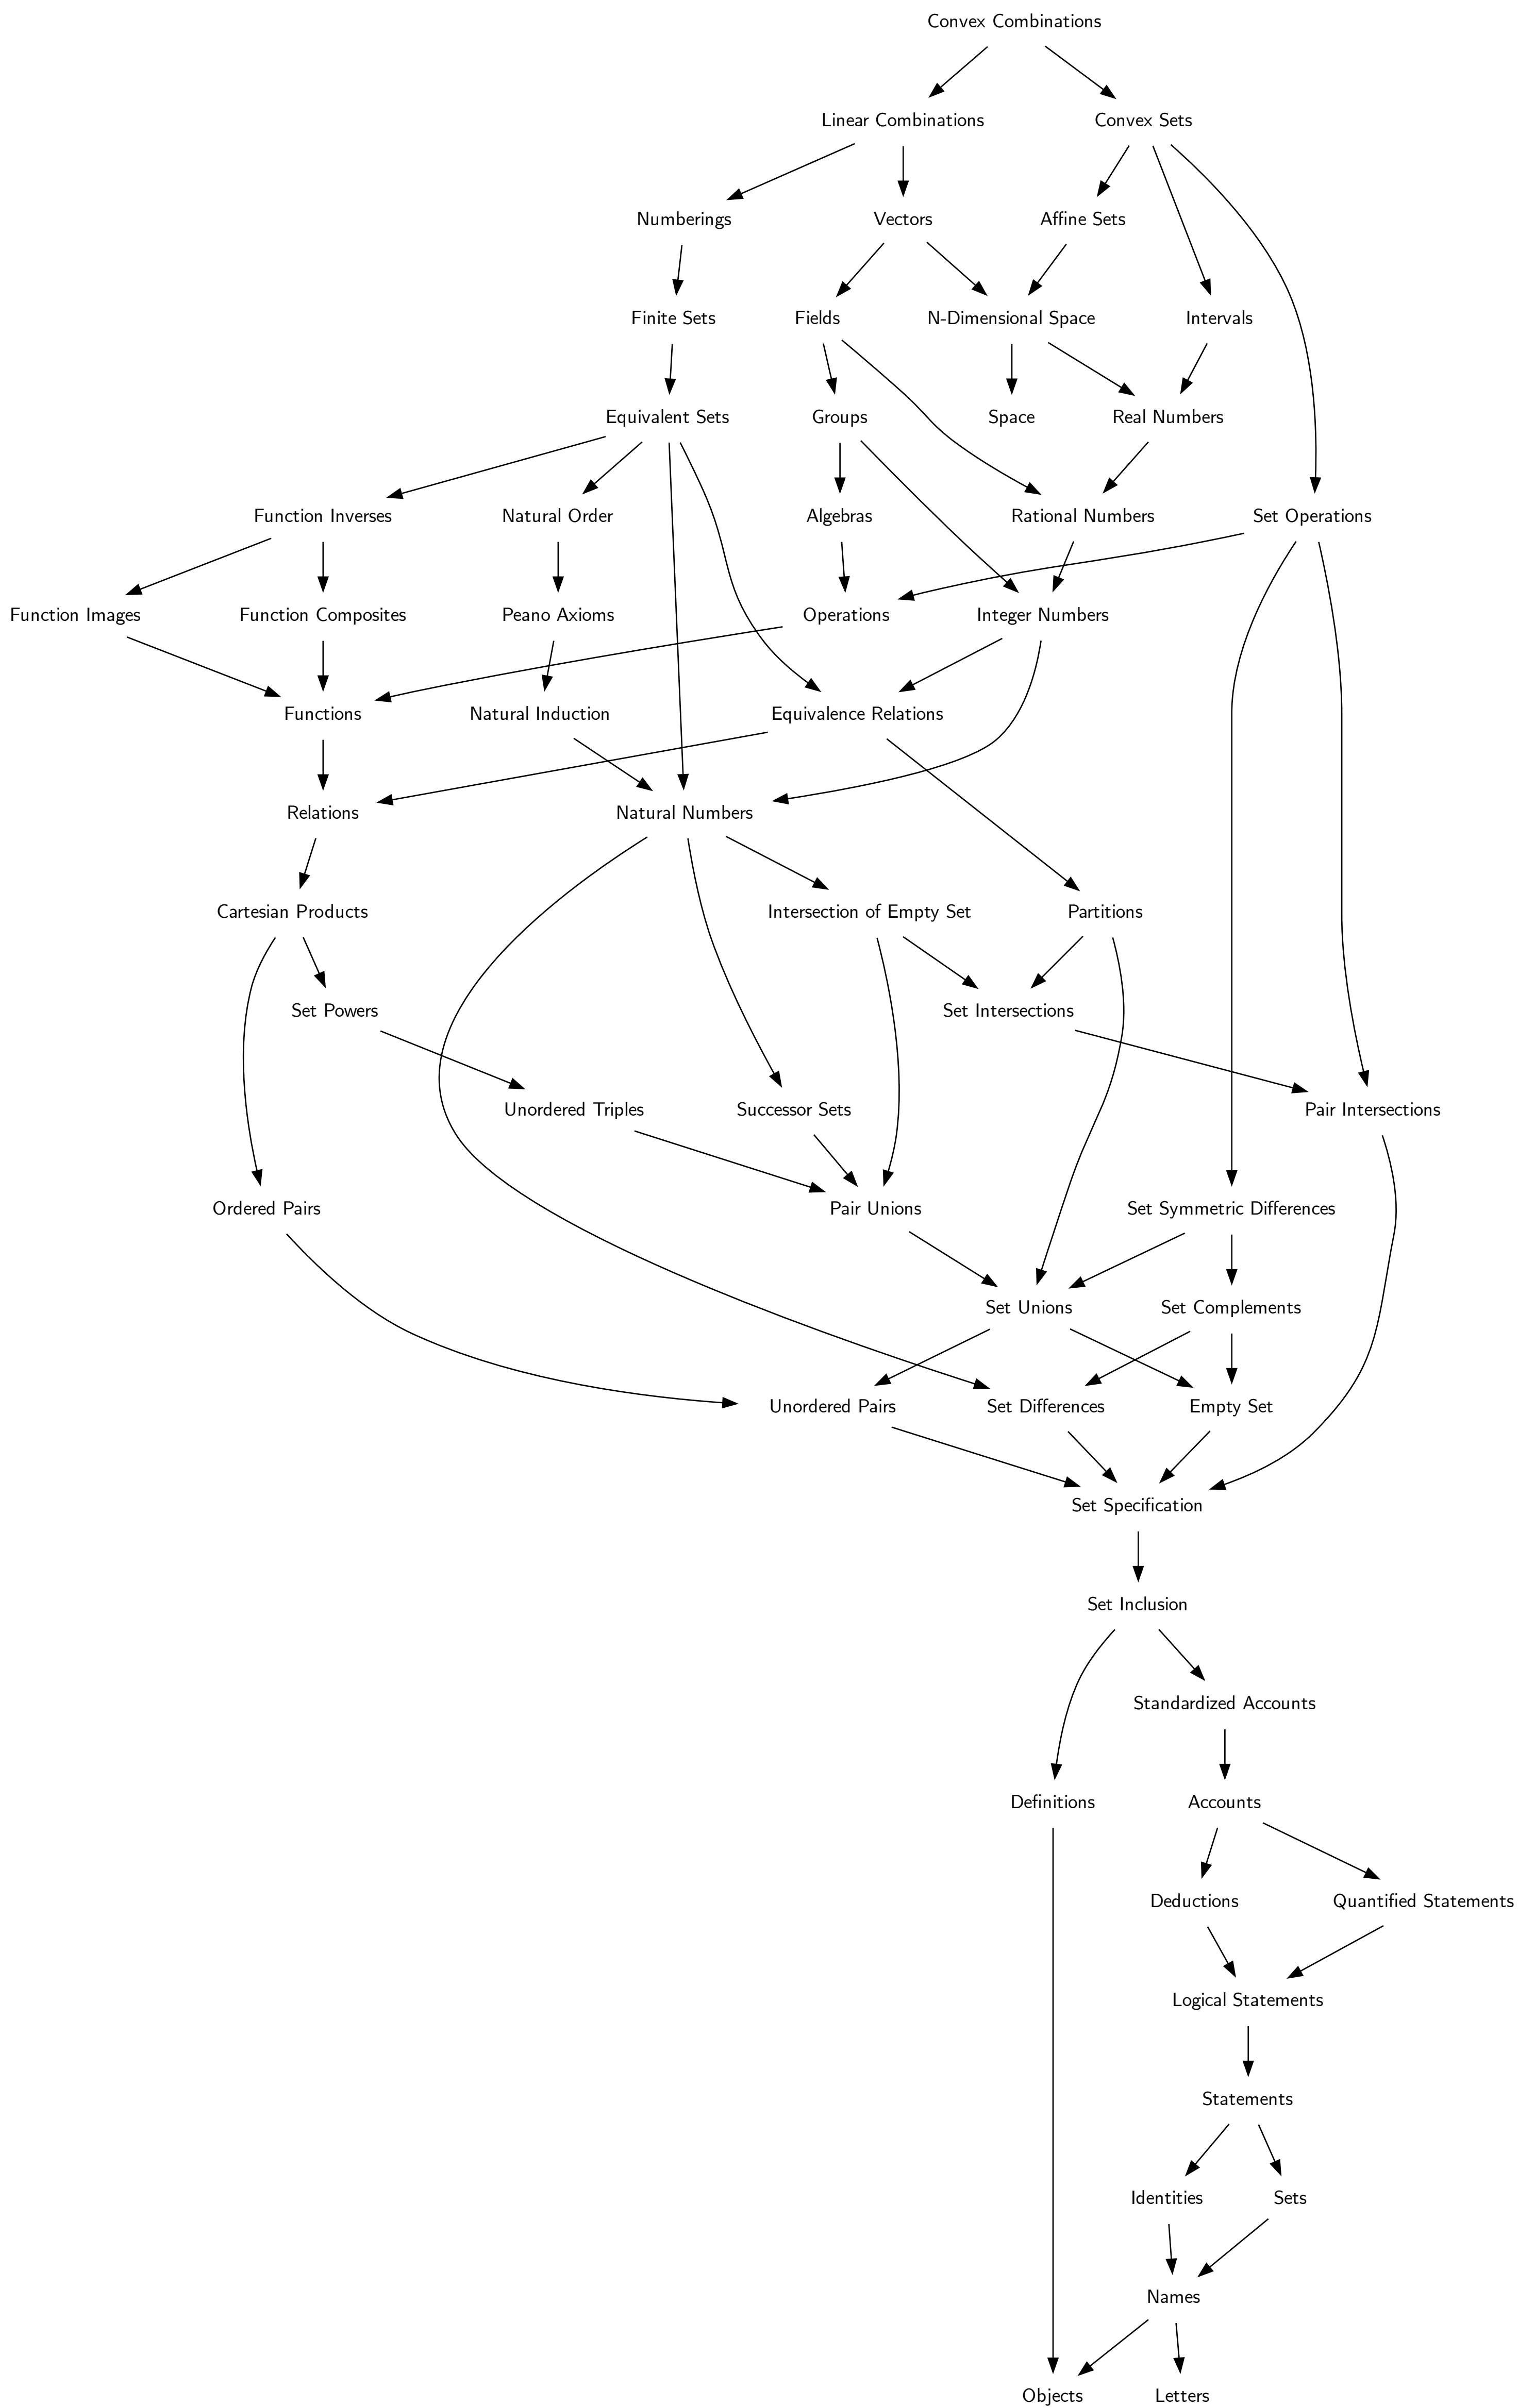 Convex Combinations
Linear Combinations
Convex Sets
Numberings
Vectors
Affine Sets
Finite Sets
Fields
N-Dimensional Space
Intervals
Equivalent Sets
Groups
Space
Real Numbers
Function Inverses
Natural Order
Algebras
Rational Numbers
Set Operations
Function Images
Function Composites
Peano Axioms
Operations
Integer Numbers
Functions
Natural Induction
Equivalence Relations
Relations
Natural Numbers
Cartesian Products
Intersection of Empty Set
Partitions
Set Powers
Set Intersections
Unordered Triples
Successor Sets
Pair Intersections
Ordered Pairs
Pair Unions
Set Symmetric Differences
Set Unions
Set Complements
Unordered Pairs
Set Differences
Empty Set
Set Specification
Set Inclusion
Standardized Accounts
Definitions
Accounts
Deductions
Quantified Statements
Logical Statements
Statements
Identities
Sets
Names
Objects
Letters